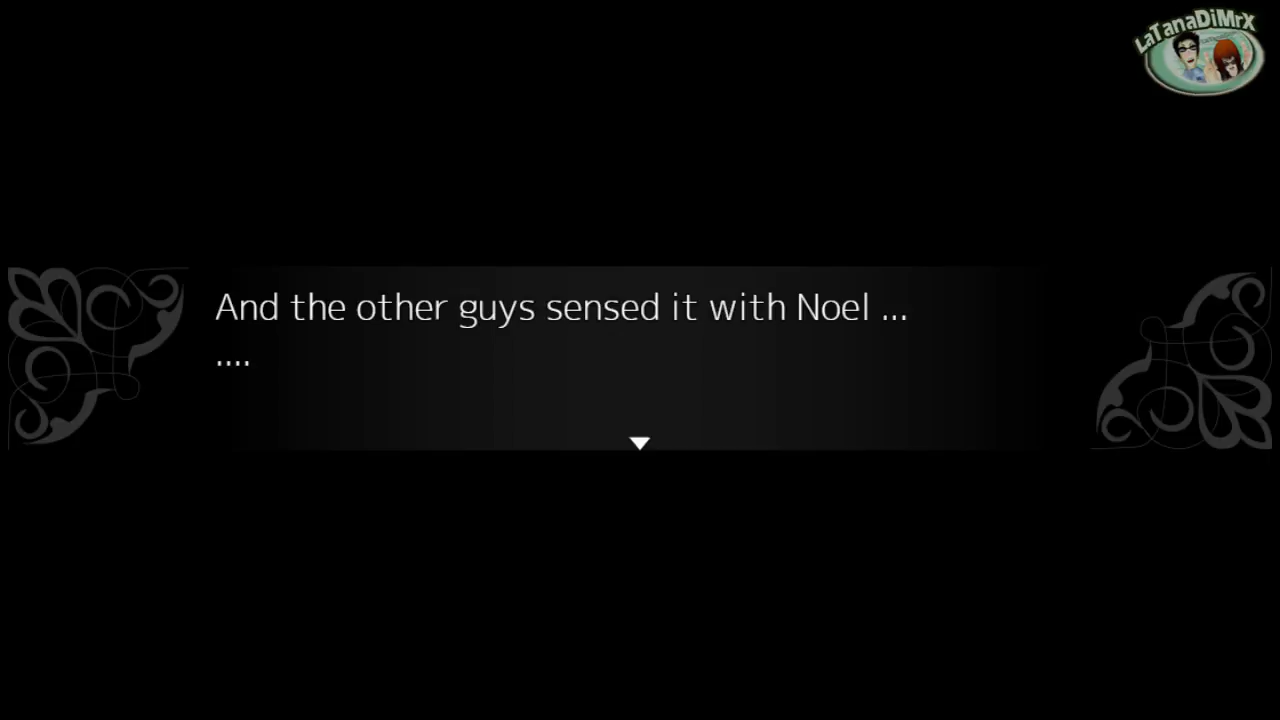 LaTanaDiMrX
And the other guys sensed it with Noel ...
....